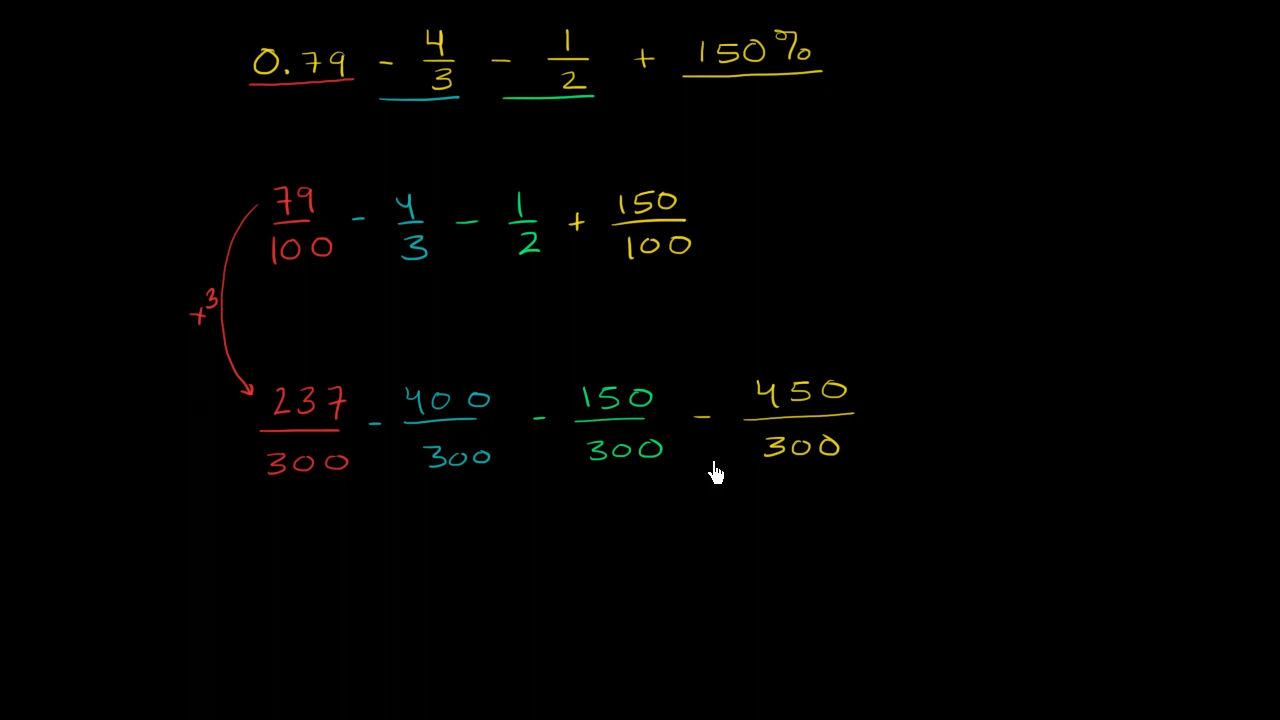 0.79 - 4/3 - 1/2 + 150%
79/100 - 4/3 - 1/2 + 150/100
×3
237/300 - 400/300 - 150/300 - 450/300